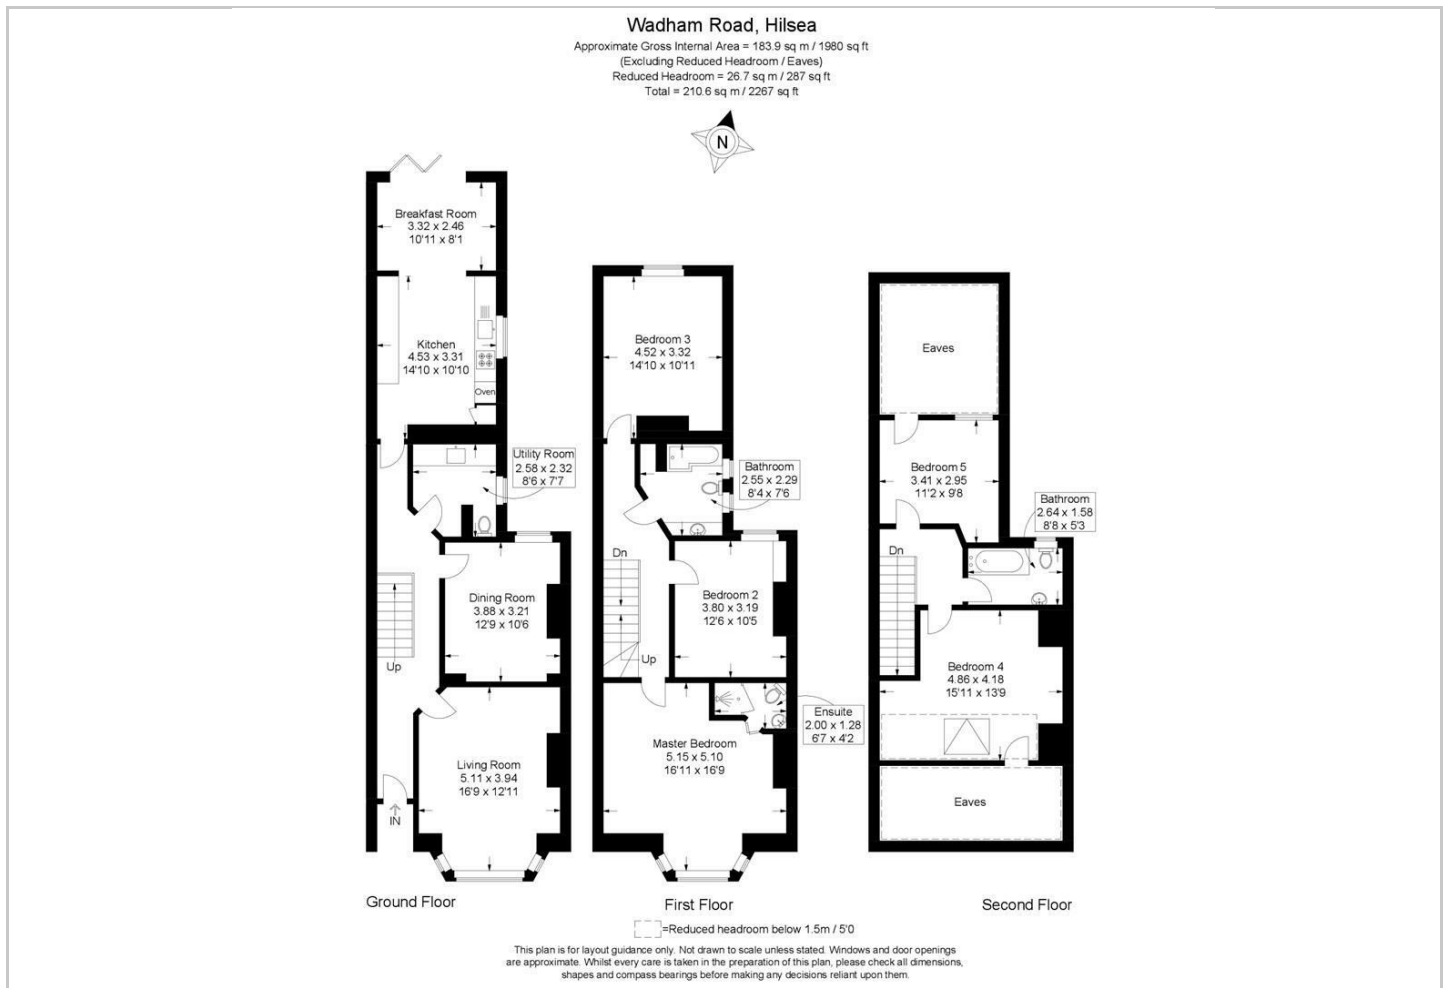 Wadham Road, Hilsea
Approximate Gross Internal Area = 183.9 sq m / 1980 sq ft
(Excluding Reduced Headroom / Eaves)
Reduced Headroom = 26.7 sq m / 287 sq ft
Total = 210.6 sq m / 2267 sq ft
N
Breakfast Room
3.32 x 2.46
10'11 x 8'1
Kitchen
4.53 x 3.31
14'10 x 10'10
Oven
Utility Room
2.58 x 2.32
8'6 x 7'7
Dining Room
3.88 x 3.21
12'9 x 10'6
Up
Living Room
5.11 x 3.94
16'9 x 12'11
IN
Ground Floor
Bedroom 3
4.52 x 3.32
14'10 x 10'11
Bathroom
2.55 x 2.29
8'4 x 7'6
Dn
Bedroom 2
3.80 x 3.19
12'6 x 10'5
Up
Ensuite
2.00 x 1.28
6'7 x 4'2
Master Bedroom
5.15 x 5.10
16'11 x 16'9
First Floor
Eaves
Bedroom 5
3.41 x 2.95
11'2 x 9'8
Bathroom
2.64 x 1.58
8'8 x 5'3
Dn
Bedroom 4
4.86 x 4.18
15'11 x 13'9
Eaves
Second Floor
=Reduced headroom below 1.5m / 5'0
This plan is for layout guidance only. Not drawn to scale unless stated. Windows and door openings
are approximate. Whilst every care is taken in the preparation of this plan, please check all dimensions,
shapes and compass bearings before making any decisions reliant upon them.